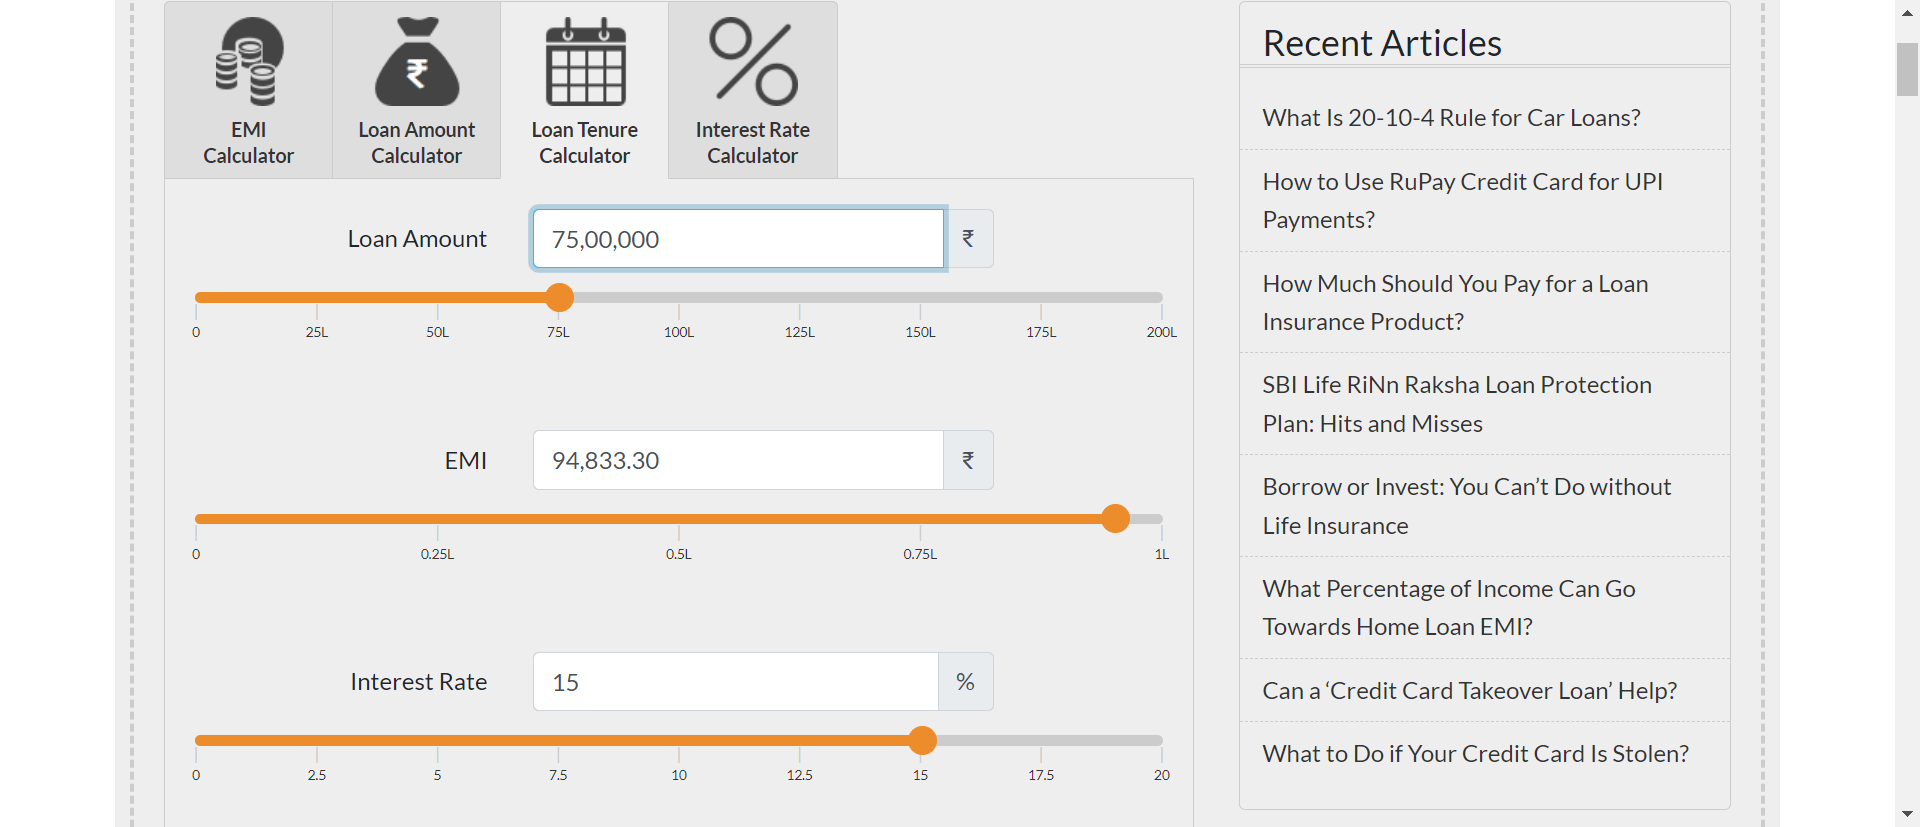 EMI
Calculator
₹
Loan Amount
Calculator
Loan Tenure
Calculator
Interest Rate
Calculator
Loan Amount 75,00,000 ₹
0 25L 50L 75L 100L 125L 150L 175L 200L
EMI 94,833.30 ₹
0 0.25L 0.5L 0.75L 1L
Interest Rate 15 %
0 2.5 5 7.5 10 12.5 15 17.5 20
Recent Articles
What Is 20-10-4 Rule for Car Loans?
How to Use RuPay Credit Card for UPI
Payments?
How Much Should You Pay for a Loan
Insurance Product?
SBI Life RiNn Raksha Loan Protection
Plan: Hits and Misses
Borrow or Invest: You Can’t Do without
Life Insurance
What Percentage of Income Can Go
Towards Home Loan EMI?
Can a ‘Credit Card Takeover Loan’ Help?
What to Do if Your Credit Card Is Stolen?